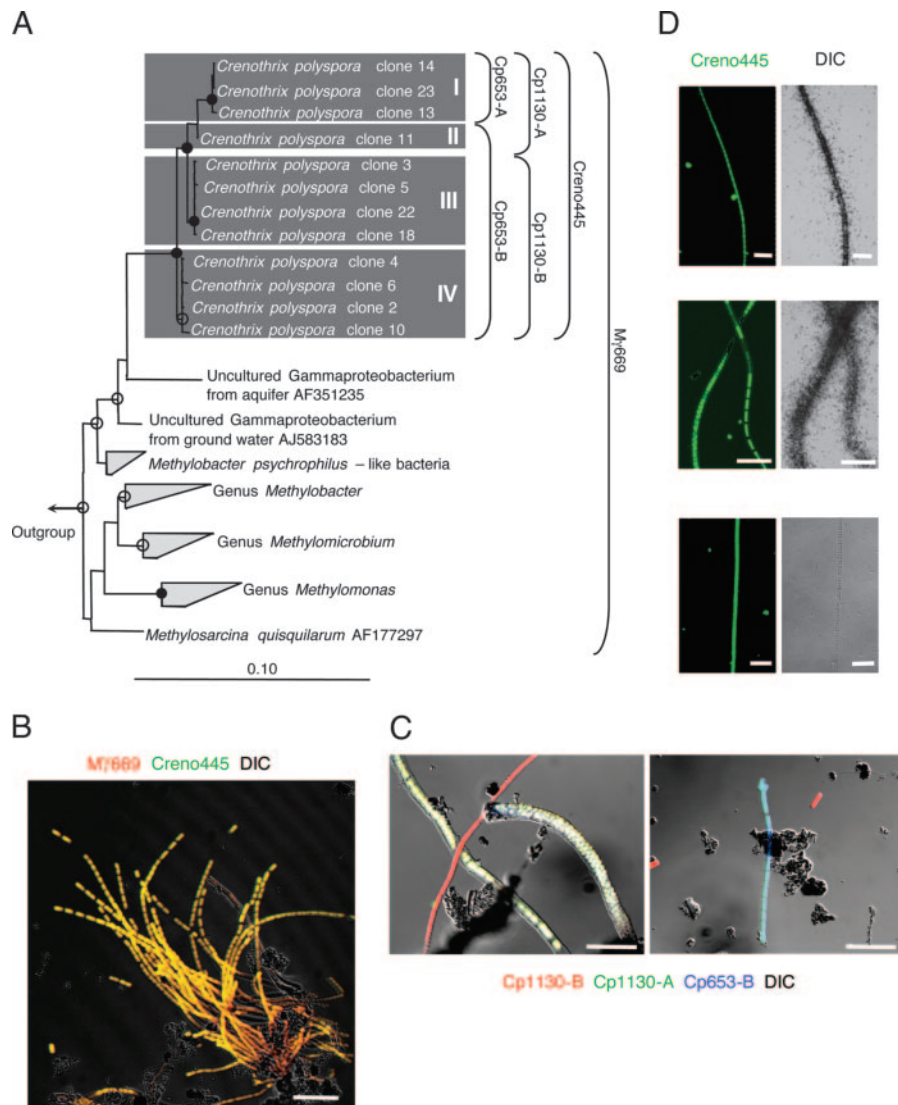 A
Crenothrix polyspora clone 14
Crenothrix polyspora clone 23
Crenothrix polyspora clone 13
I
Crenothrix polyspora clone 11
II
Crenothrix polyspora clone 3
Crenothrix polyspora clone 5
Crenothrix polyspora clone 22
Crenothrix polyspora clone 18
III
Crenothrix polyspora clone 4
Crenothrix polyspora clone 6
Crenothrix polyspora clone 2
Crenothrix polyspora clone 10
IV
Cp653-A
Cp653-B
Cp1130-A
Cp1130-B
Creno445
Mγ669
Uncultured Gammaproteobacterium
from aquifer AF351235
Uncultured Gammaproteobacterium
from ground water AJ583183
Methylobacter psychrophilus – like bacteria
Genus Methylobacter
Outgroup
Genus Methylomicrobium
Genus Methylomonas
Methylosarcina quisquilarum AF177297
0.10
B
Mγ669 Creno445 DIC
C
Cp1130-B Cp1130-A Cp653-B DIC
D
Creno445 DIC